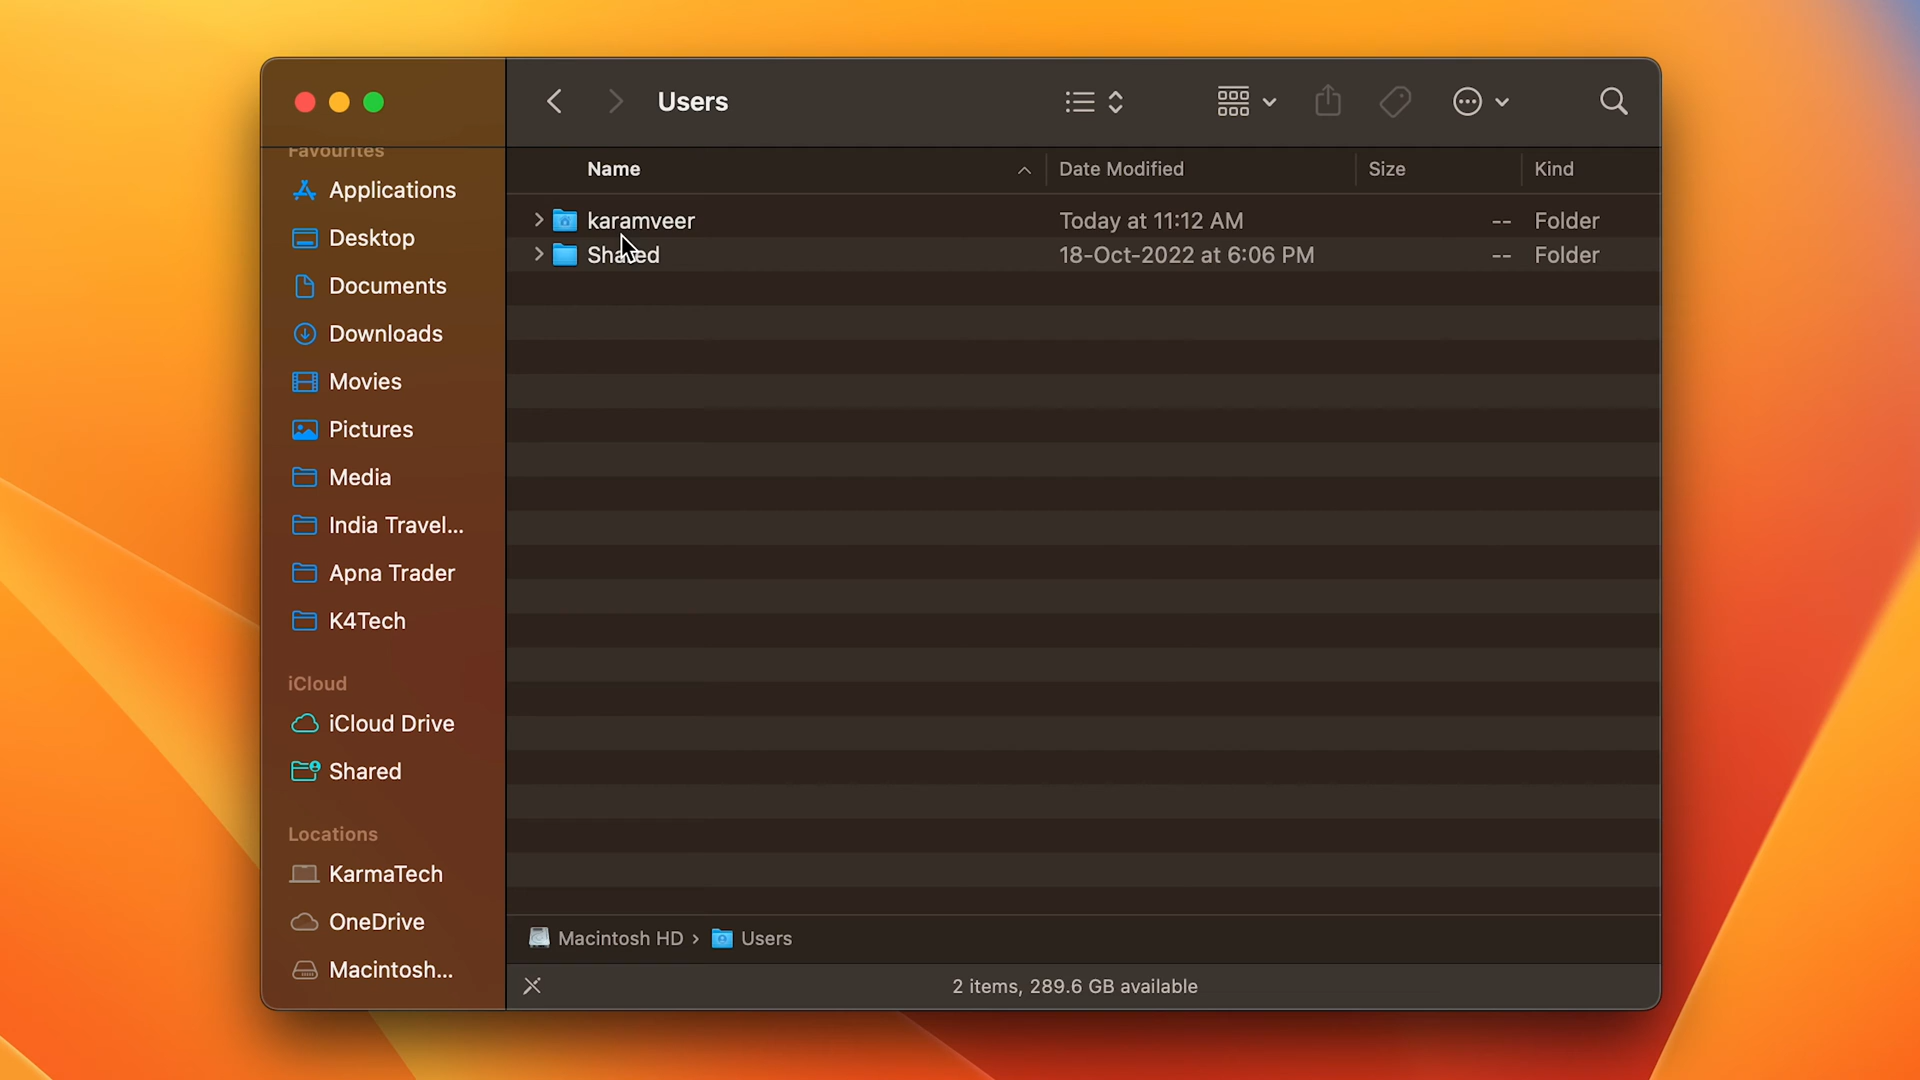 Users
Favourites
Applications
Desktop
Documents
Downloads
Movies
Pictures
Media
India Travel...
Apna Trader
K4Tech
iCloud
iCloud Drive
Shared
Locations
KarmaTech
OneDrive
Macintosh...
Name Date Modified Size Kind
karamveer Today at 11:12 AM -- Folder
Shared 18-Oct-2022 at 6:06 PM -- Folder
Macintosh HD › Users
2 items, 289.6 GB available